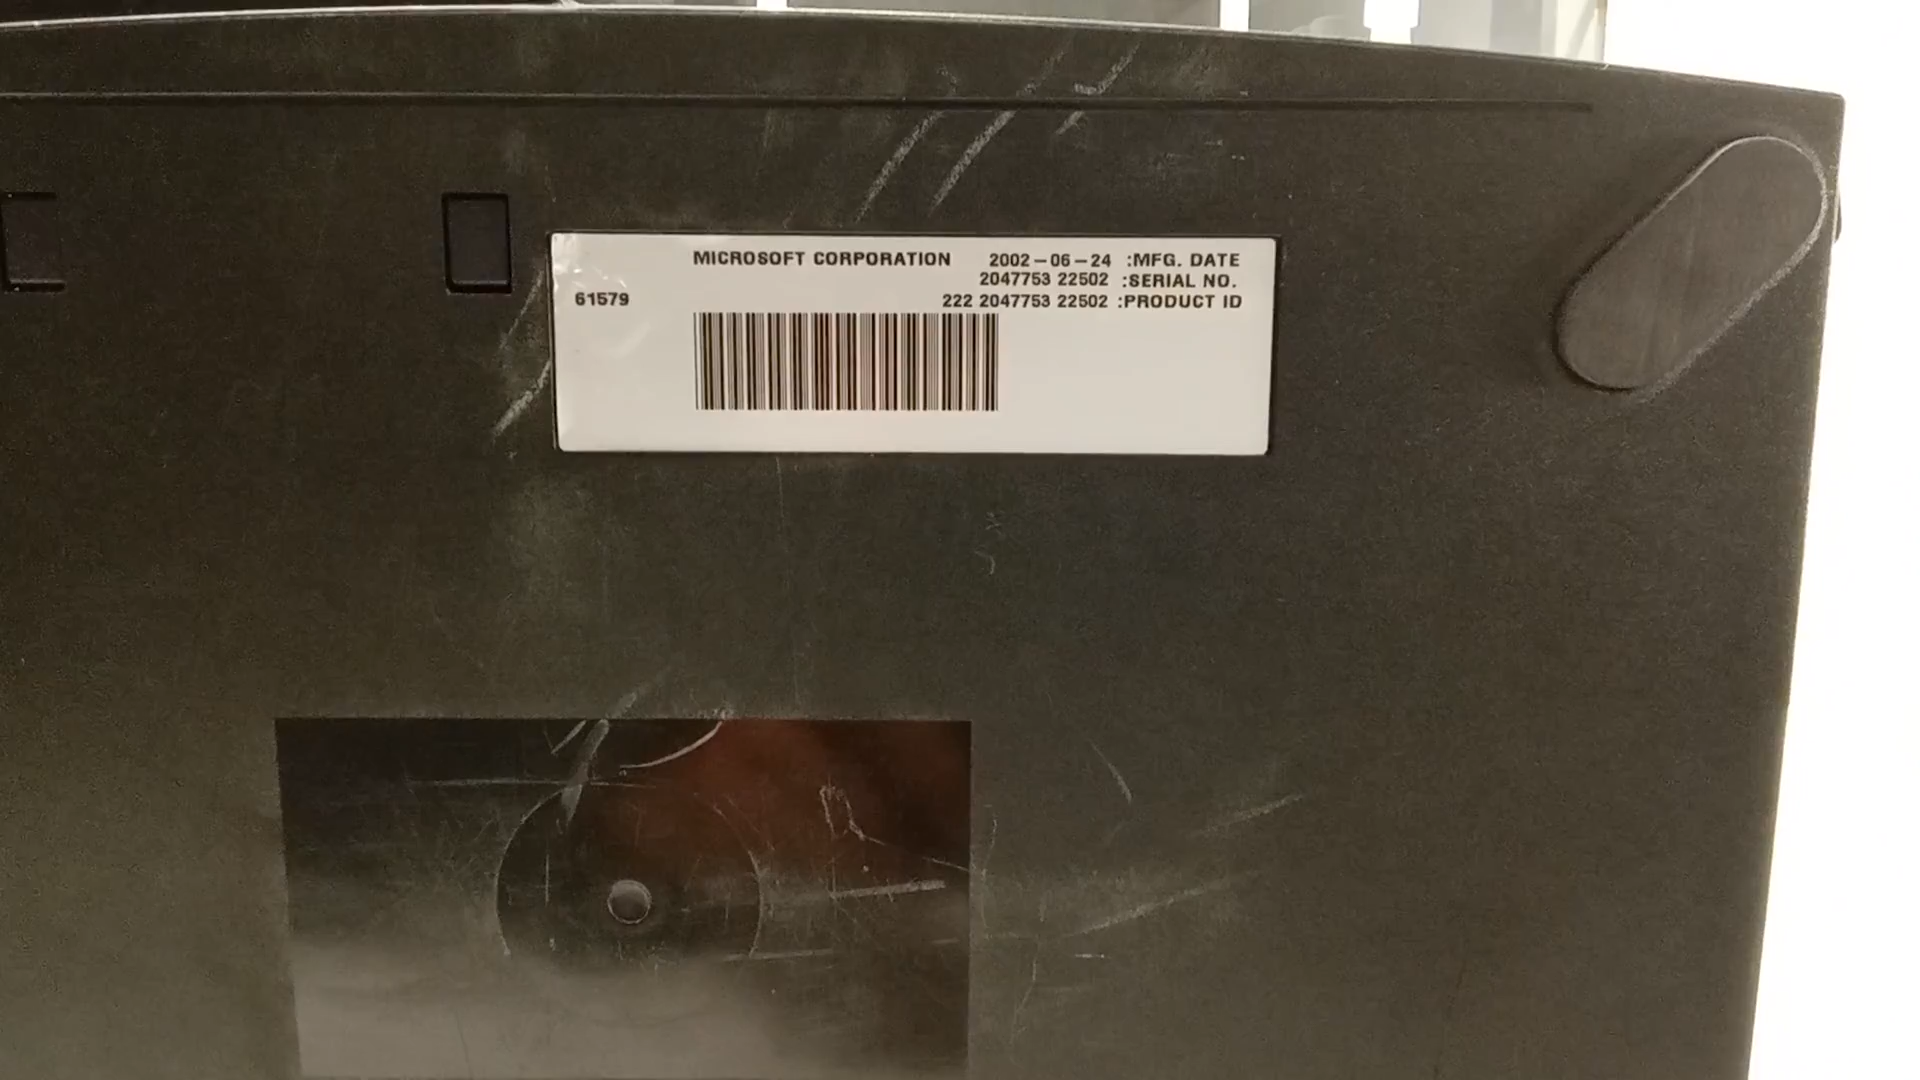 MICROSOFT CORPORATION 2002-06-24 :MFG. DATE
2047753 22502 :SERIAL NO.
61579 222 2047753 22502 :PRODUCT ID